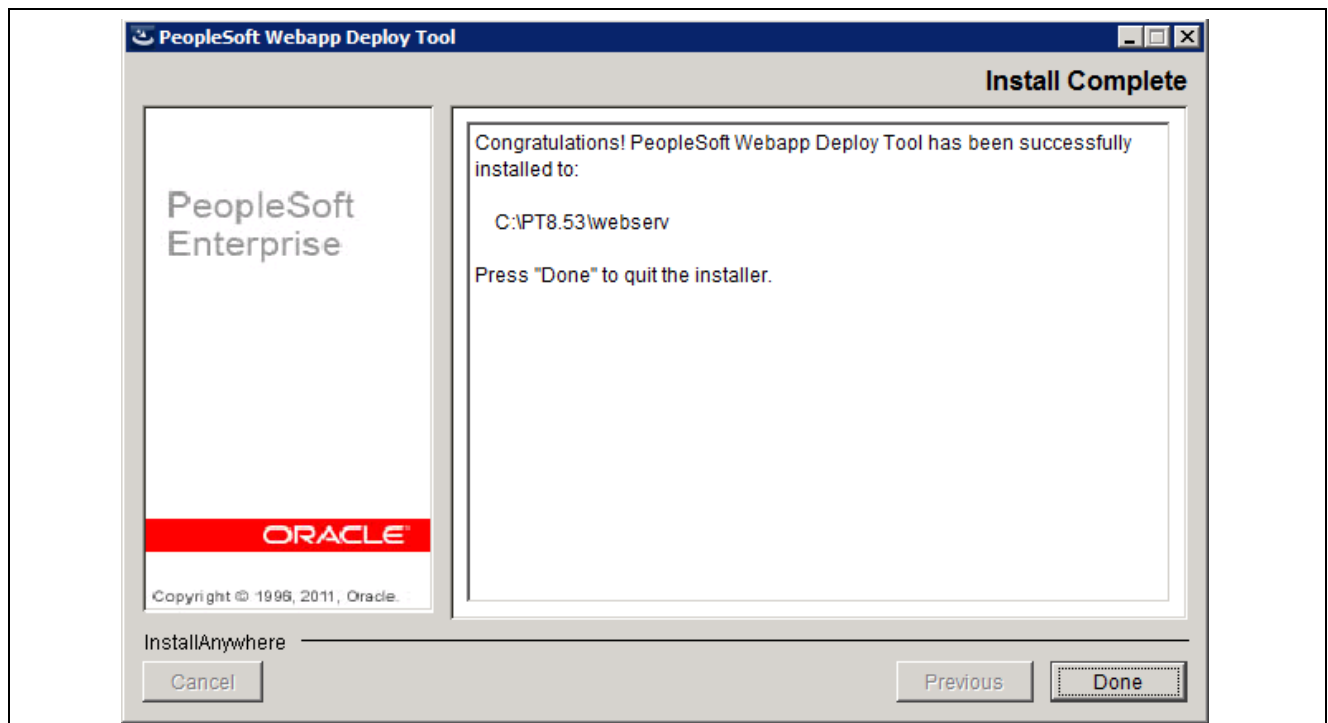 PeopleSoft Webapp Deploy Tool
Install Complete
PeopleSoft
Enterprise
ORACLE
Copyright © 1996, 2011, Oracle.
Congratulations! PeopleSoft Webapp Deploy Tool has been successfully
installed to:
C:\PT8.53\webserv
Press "Done" to quit the installer.
InstallAnywhere
Cancel
Previous
Done